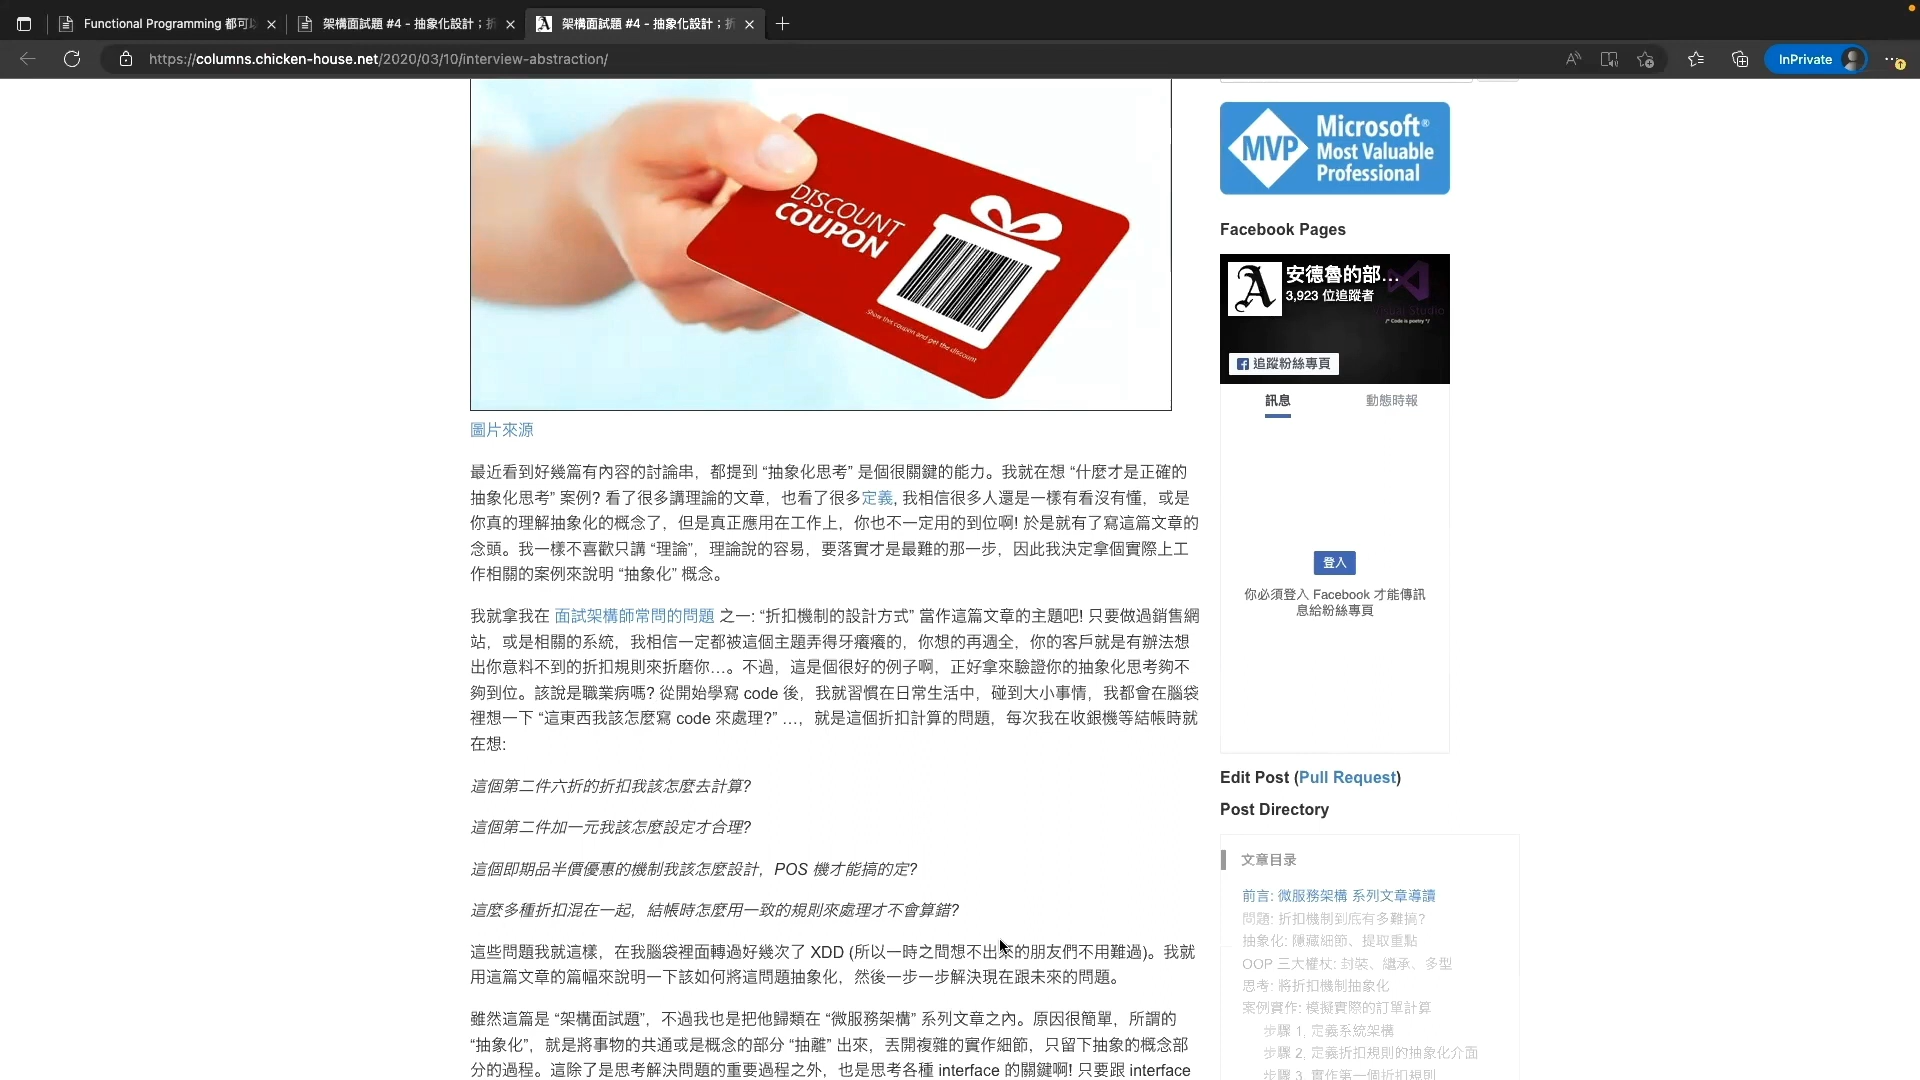 Functional Programming 都可以
架構面試題 #4 - 抽象化設計；折
架構面試題 #4 - 抽象化設計；折
https://columns.chicken-house.net/2020/03/10/interview-abstraction/
InPrivate
DISCOUNT
COUPON
Show this coupon and get the discount
圖片來源
最近看到好幾篇有內容的討論串，都提到 “抽象化思考” 是個很關鍵的能力。我就在想 “什麼才是正確的
抽象化思考” 案例? 看了很多講理論的文章，也看了很多定義, 我相信很多人還是一樣有看沒有懂，或是
你真的理解抽象化的概念了，但是真正應用在工作上，你也不一定用的到位啊! 於是就有了寫這篇文章的
念頭。我一樣不喜歡只講 “理論”，理論說的容易，要落實才是最難的那一步，因此我決定拿個實際上工
作相關的案例來說明 “抽象化” 概念。
我就拿我在 面試架構師常問的問題 之一: “折扣機制的設計方式” 當作這篇文章的主題吧! 只要做過銷售網
站，或是相關的系統，我相信一定都被這個主題弄得牙癢癢的，你想的再週全，你的客戶就是有辦法想
出你意料不到的折扣規則來折磨你…。不過，這是個很好的例子啊，正好拿來驗證你的抽象化思考夠不
夠到位。該說是職業病嗎? 從開始學寫 code 後，我就習慣在日常生活中，碰到大小事情，我都會在腦袋
裡想一下 “這東西我該怎麼寫 code 來處理?” …，就是這個折扣計算的問題，每次我在收銀機等結帳時就
在想:
這個第二件六折的折扣我該怎麼去計算?
這個第二件加一元我該怎麼設定才合理?
這個即期品半價優惠的機制我該怎麼設計，POS 機才能搞的定?
這麼多種折扣混在一起，結帳時怎麼用一致的規則來處理才不會算錯?
這些問題我就這樣，在我腦袋裡面轉過好幾次了 XDD (所以一時之間想不出來的朋友們不用難過)。我就
用這篇文章的篇幅來說明一下該如何將這問題抽象化，然後一步一步解決現在跟未來的問題。
雖然這篇是 “架構面試題”，不過我也是把他歸類在 “微服務架構” 系列文章之內。原因很簡單，所謂的
“抽象化”，就是將事物的共通或是概念的部分 “抽離” 出來，丟開複雜的實作細節，只留下抽象的概念部
分的過程。這除了是思考解決問題的重要過程之外，也是思考各種 interface 的關鍵啊! 只要跟 interface
MVP
Microsoft®
Most Valuable
Professional
Facebook Pages
安德魯的部…
3,923 位追蹤者
Visual Studio
/* Code is poetry */
追蹤粉絲專頁
訊息
動態時報
登入
你必須登入 Facebook 才能傳訊
息給粉絲專頁
Edit Post (Pull Request)
Post Directory
文章目录
前言: 微服務架構 系列文章導讀
問題: 折扣機制到底有多難搞?
抽象化: 隱藏細節、提取重點
OOP 三大權杖: 封裝、繼承、多型
思考: 將折扣機制抽象化
案例實作: 模擬實際的訂單計算
步驟 1, 定義系統架構
步驟 2, 定義折扣規則的抽象化介面
步驟 3, 實作第一個折扣規則